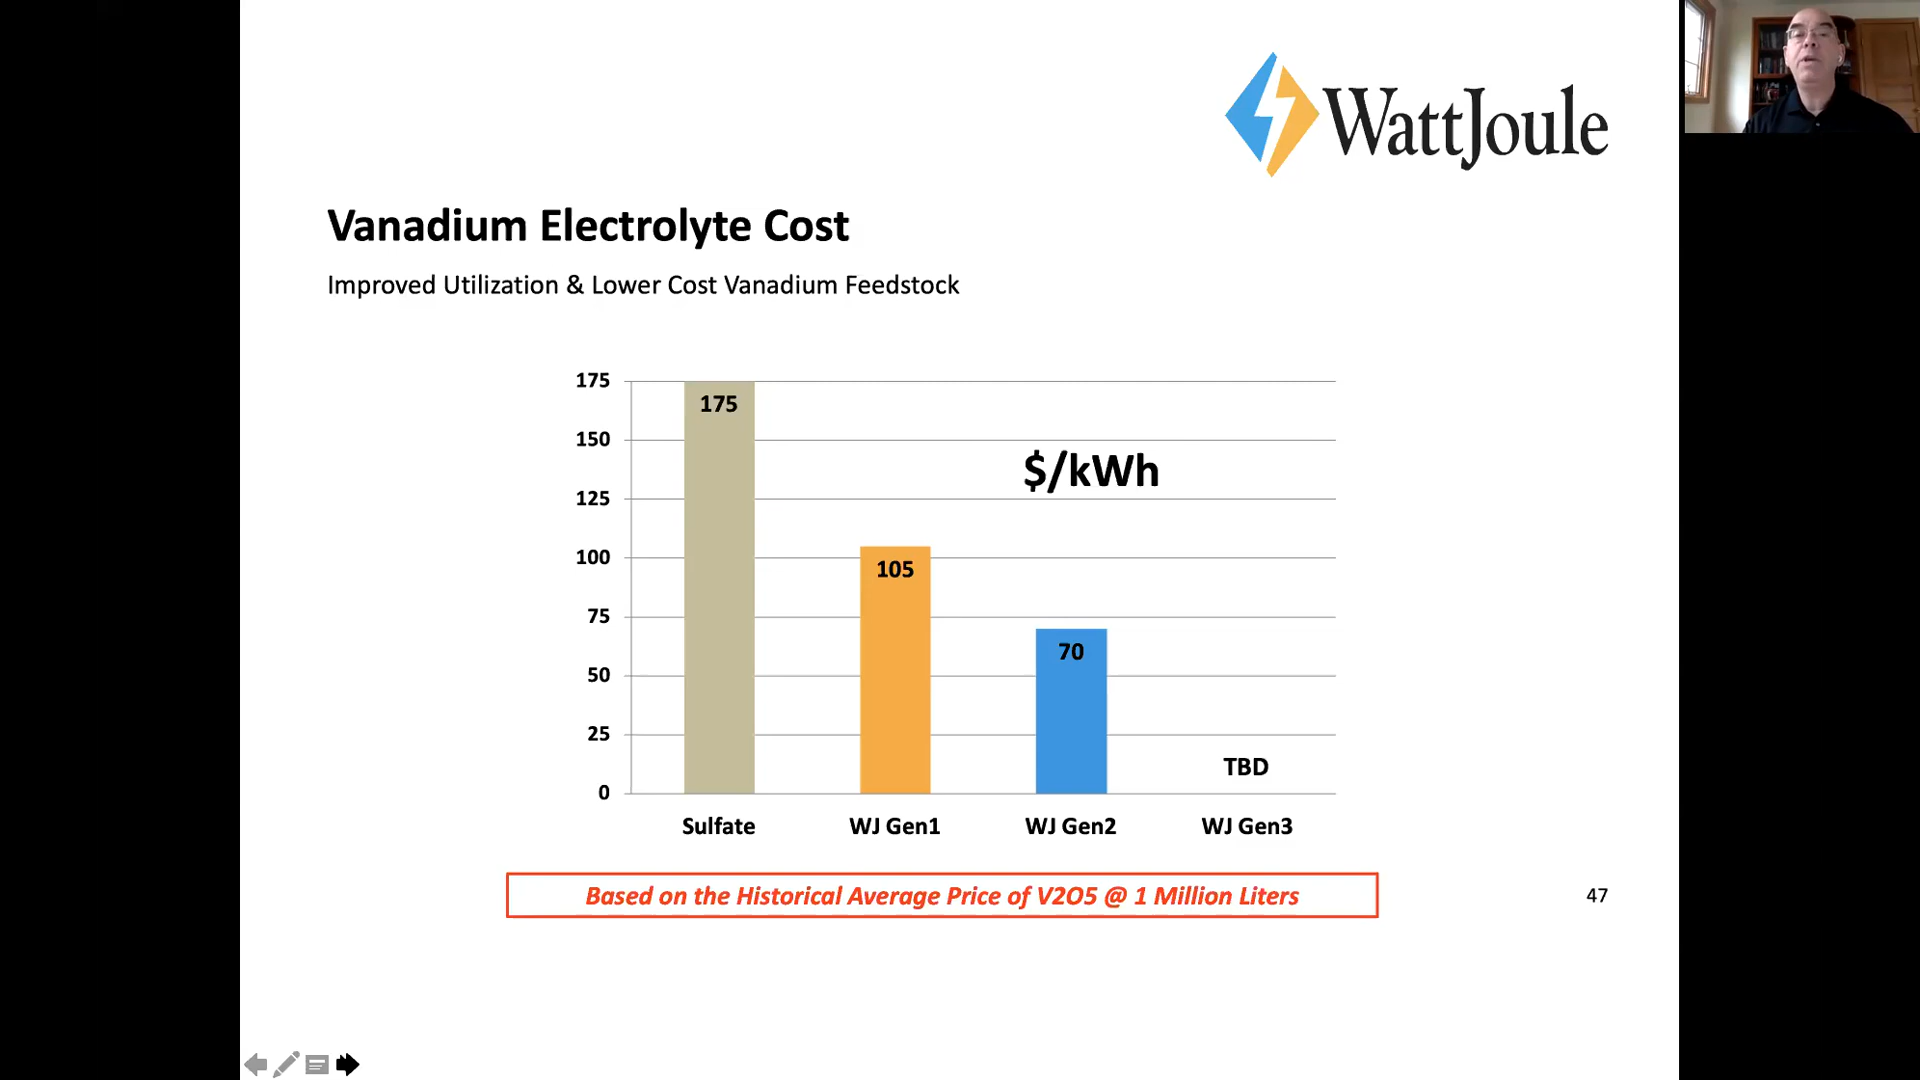 WattJoule
Vanadium Electrolyte Cost
Improved Utilization & Lower Cost Vanadium Feedstock
175
150
125
100
75
50
25
0
175
105
70
TBD
$/kWh
Sulfate
WJ Gen1
WJ Gen2
WJ Gen3
Based on the Historical Average Price of V2O5 @ 1 Million Liters
47